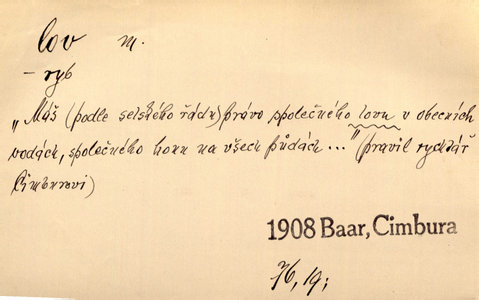 lov m.
- ryb
„Máš (podle selského řádu) právo společného lovu v obecních
vodách, společného honu na všech půdách ..." (pravil rychtář
Cimburovi)
1908 Baar, Cimbura
76, 19;